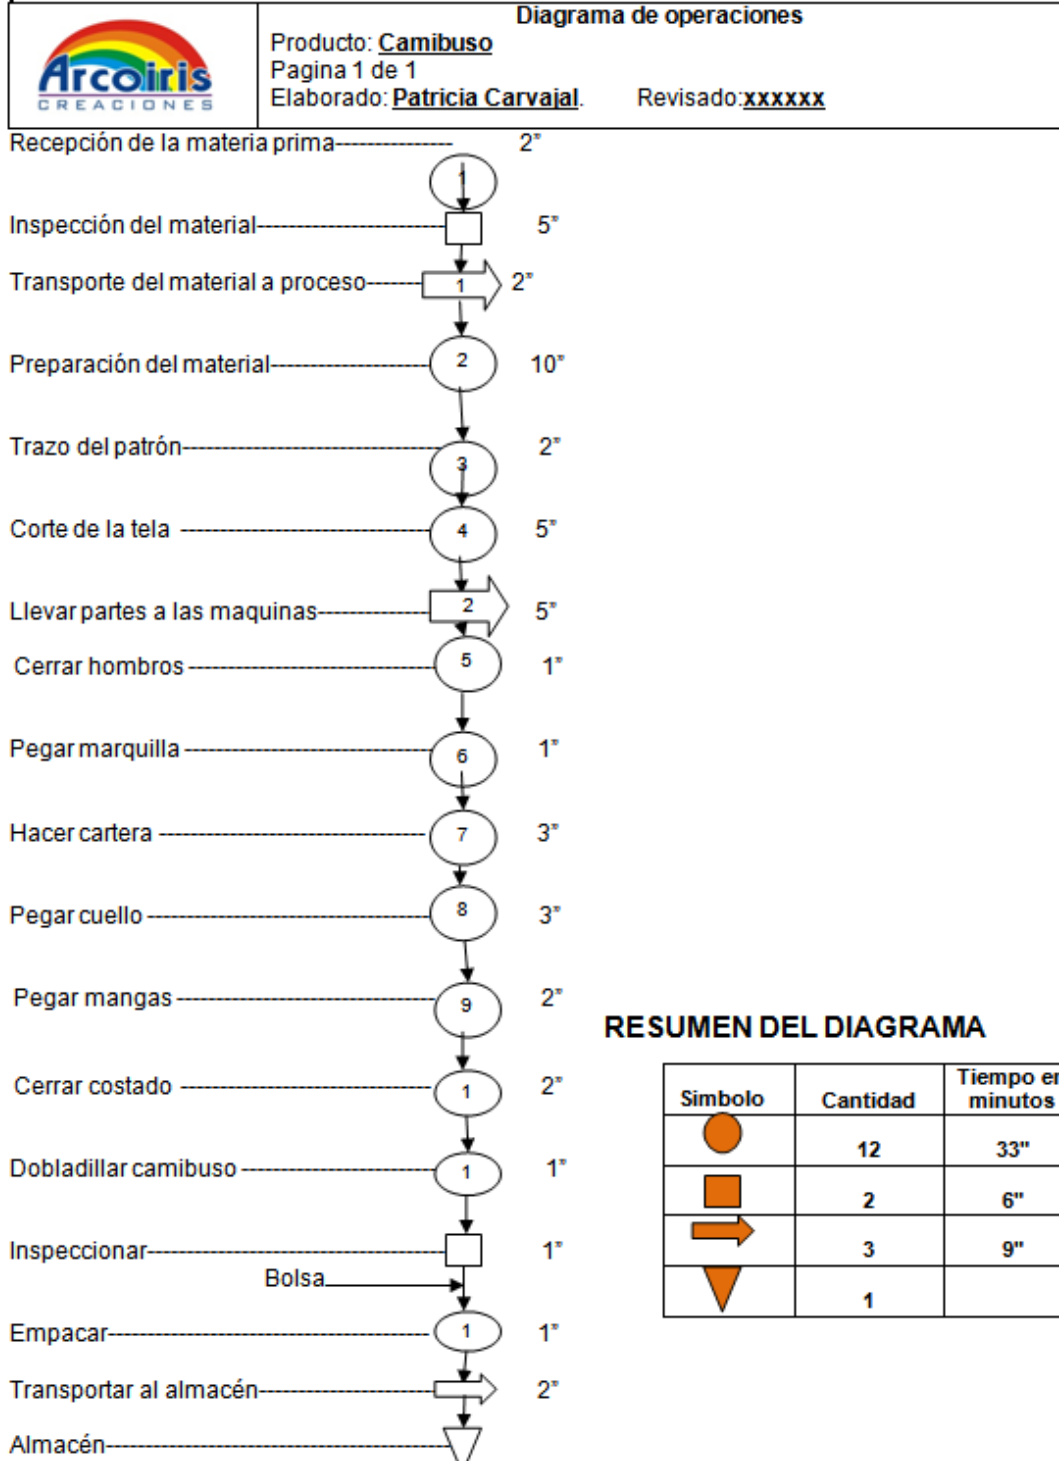 Arcoiris
CREACIONES
Diagrama de operaciones
Producto: Camibuso
Pagina 1 de 1
Elaborado: Patricia Carvajal. Revisado:xxxxxx
Recepción de la materia prima 2”
1
Inspección del material 5”
Transporte del material a proceso 1 2”
Preparación del material 2 10”
Trazo del patrón 2”
3
Corte de la tela 4 5”
Llevar partes a las maquinas 2 5”
Cerrar hombros 5 1”
Pegar marquilla 6 1”
Hacer cartera 7 3”
Pegar cuello 8 3”
Pegar mangas 9 2”
Cerrar costado 1 2”
Dobladillar camibuso 1 1”
Inspeccionar 1”
Bolsa
Empacar 1 1”
Transportar al almacén 2”
Almacén
RESUMEN DEL DIAGRAMA
Simbolo Cantidad Tiempo en
minutos
12 33"
2 6"
3 9"
1